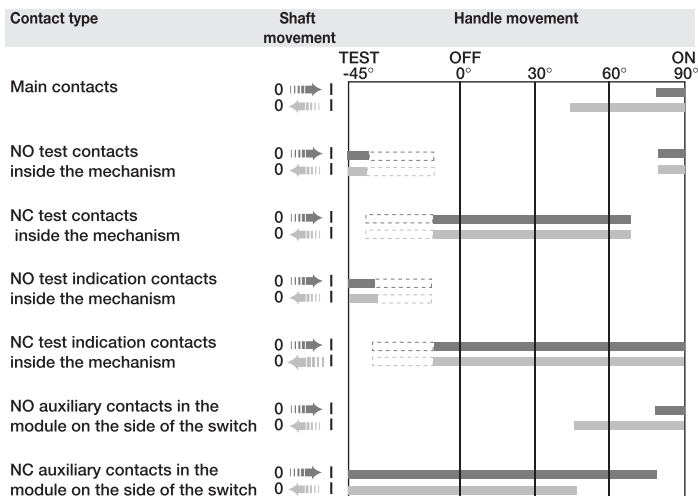 Contact type Shaft movement Handle movement
TEST OFF ON
-45° 0° 30° 60° 90°
Main contacts 0 I
0 I
NO test contacts 0 I
inside the mechanism 0 I
NC test contacts 0 I
inside the mechanism 0 I
NO test indication contacts 0 I
inside the mechanism 0 I
NC test indication contacts 0 I
inside the mechanism 0 I
NO auxiliary contacts in the 0 I
module on the side of the switch 0 I
NC auxiliary contacts in the 0 I
module on the side of the switch 0 I